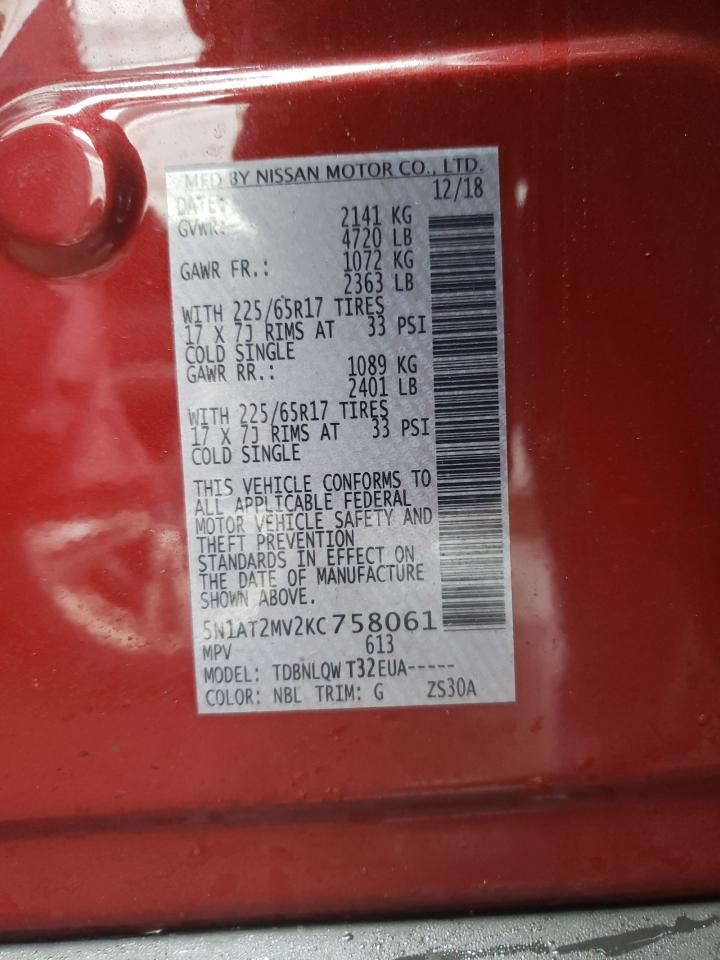 MFD BY NISSAN MOTOR CO., LTD.
DATE: 12/18
GVWR: 2141 KG
4720 LB
GAWR FR.: 1072 KG
2363 LB
WITH 225/65R17 TIRES
17 X 7J RIMS AT 33 PSI
COLD SINGLE
GAWR RR.: 1089 KG
2401 LB
WITH 225/65R17 TIRES
17 X 7J RIMS AT 33 PSI
COLD SINGLE
THIS VEHICLE CONFORMS TO
ALL APPLICABLE FEDERAL
MOTOR VEHICLE SAFETY AND
THEFT PREVENTION
STANDARDS IN EFFECT ON
THE DATE OF MANUFACTURE
SHOWN ABOVE.
5N1AT2MV2KC758061
MPV 613
MODEL: TDBNLQWT32EUA-----
COLOR: NBL TRIM: G ZS30A